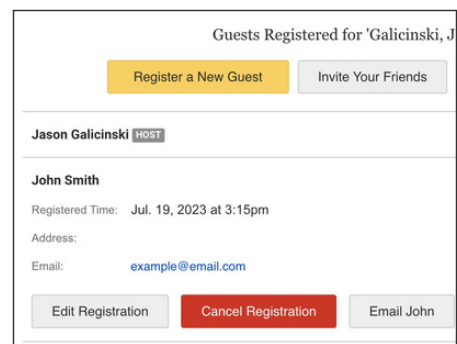 Guests Registered for 'Galicinski, J
Register a New Guest Invite Your Friends
Jason Galicinski HOST
John Smith
Registered Time: Jul. 19, 2023 at 3:15pm
Address:
Email: example@email.com
Edit Registration Cancel Registration Email John